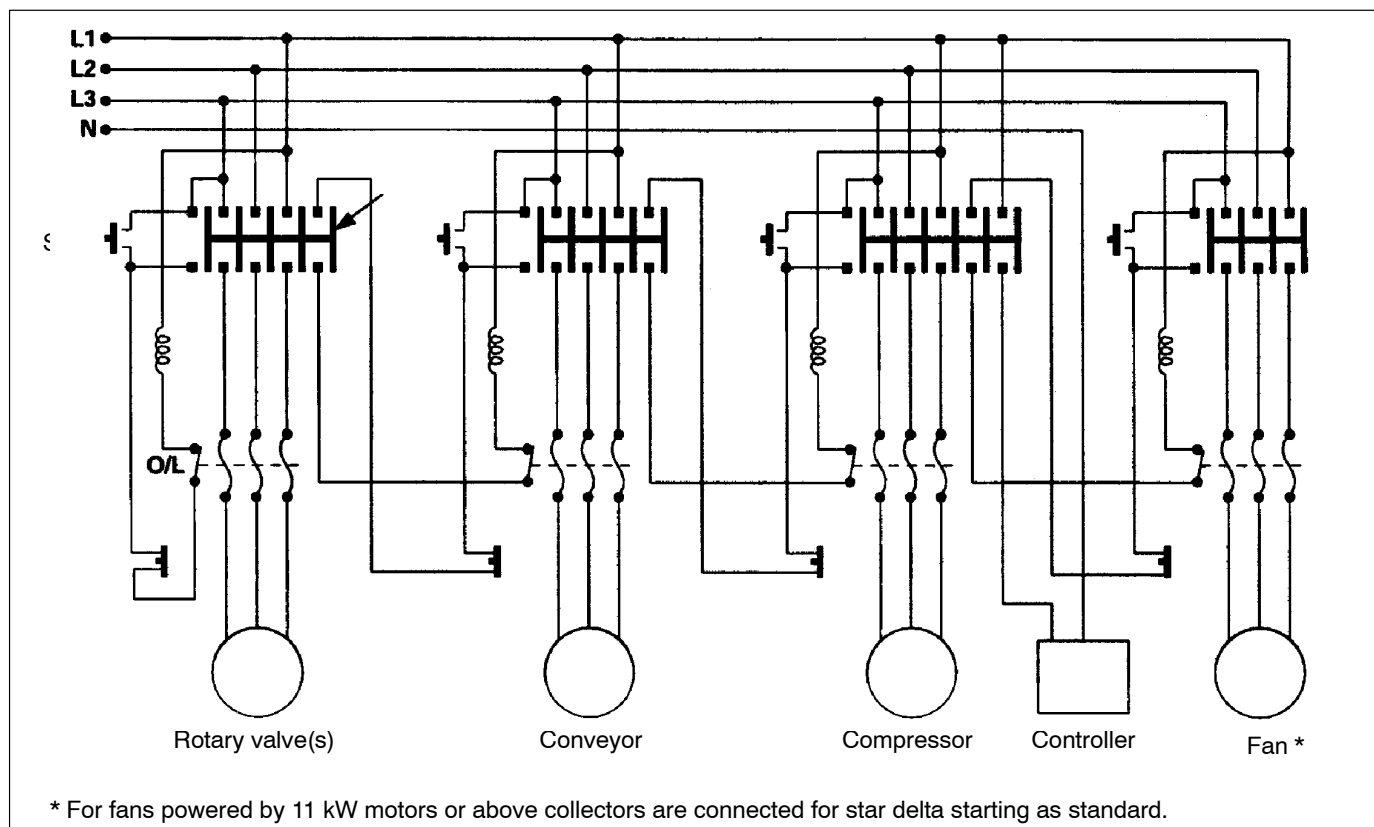 L1
L2
L3
N
O/L
Rotary valve(s)
Conveyor
Compressor
Controller
Fan *
* For fans powered by 11 kW motors or above collectors are connected for star delta starting as standard.